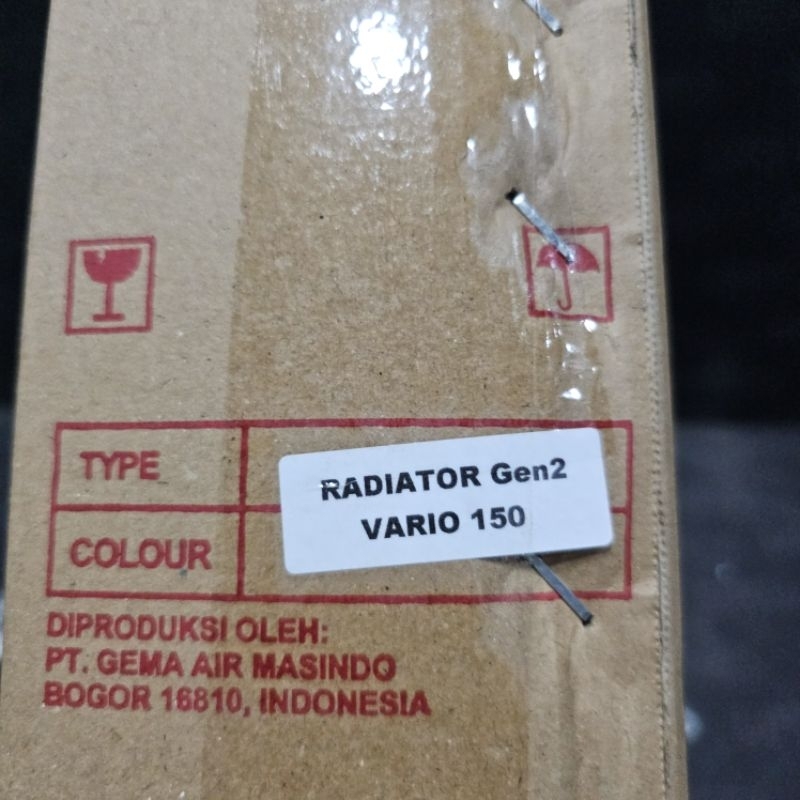 TYPE
RADIATOR Gen2
VARIO 150
COLOUR
DIPRODUKSI OLEH:
PT. GEMA AIR MASINDO
BOGOR 16810, INDONESIA